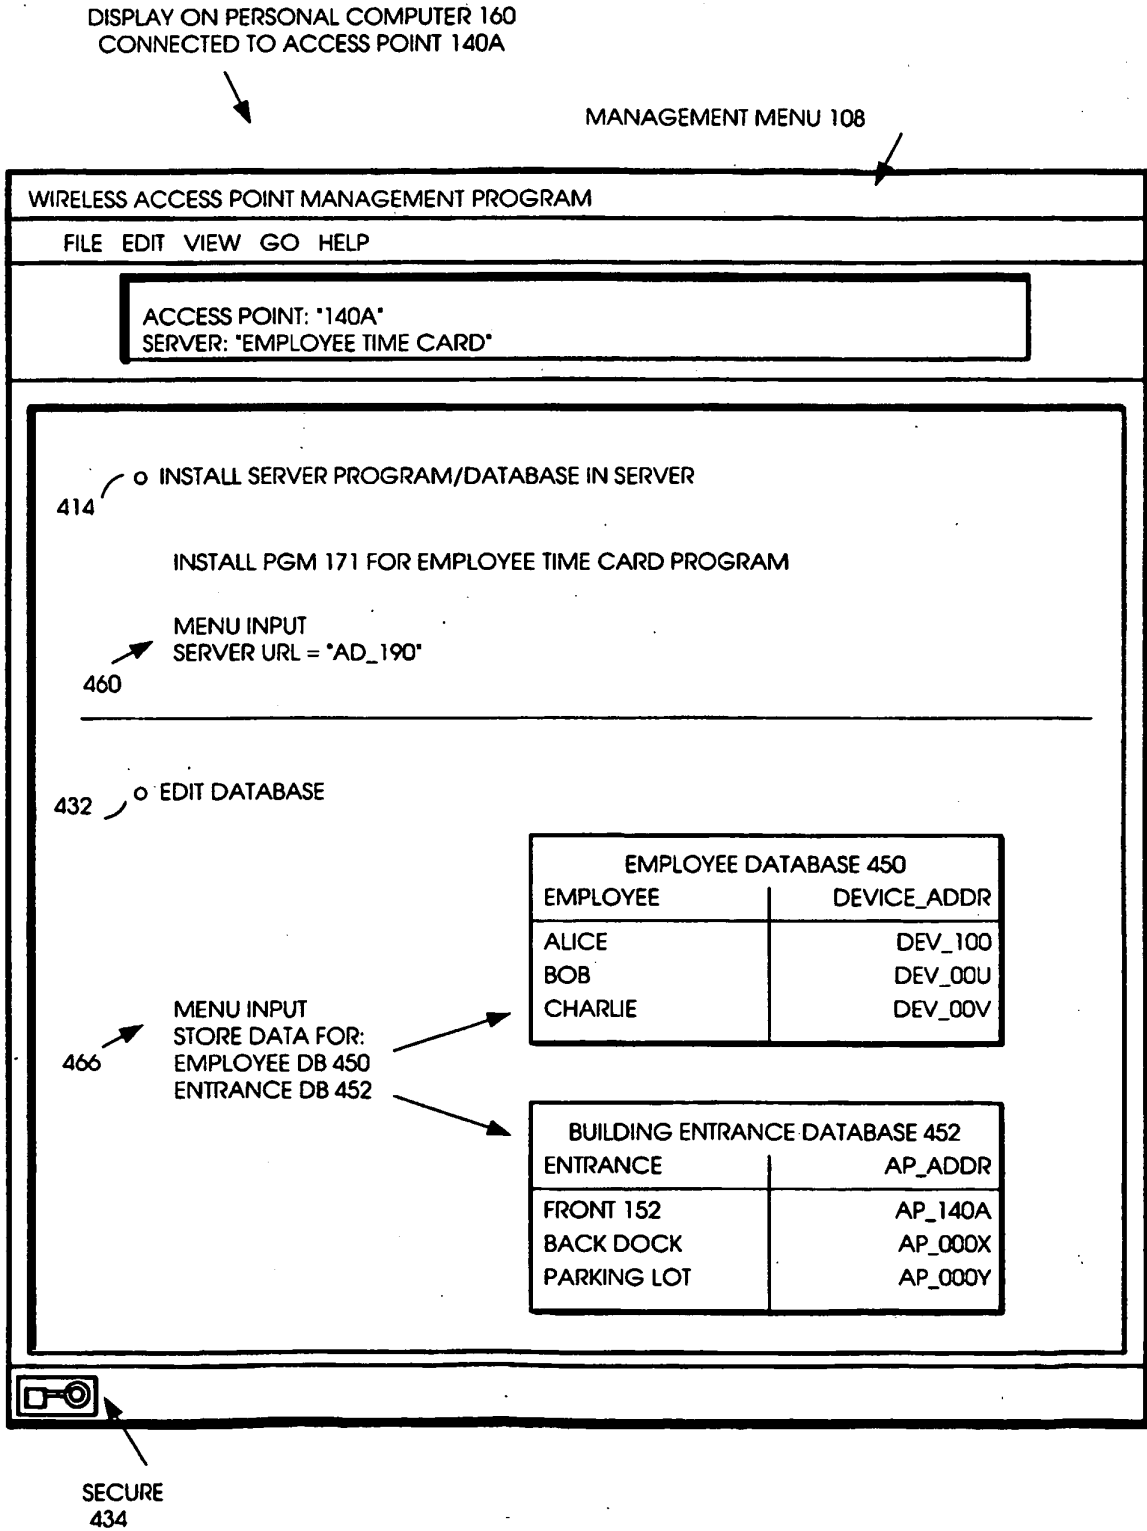 DISPLAY ON PERSONAL COMPUTER 160
CONNECTED TO ACCESS POINT 140A
MANAGEMENT MENU 108
WIRELESS ACCESS POINT MANAGEMENT PROGRAM
FILE EDIT VIEW GO HELP
ACCESS POINT: "140A"
SERVER: "EMPLOYEE TIME CARD"
414
INSTALL SERVER PROGRAM/DATABASE IN SERVER
INSTALL PGM 171 FOR EMPLOYEE TIME CARD PROGRAM
MENU INPUT
SERVER URL = "AD_190"
460
432
EDIT DATABASE
EMPLOYEE DATABASE 450
EMPLOYEE DEVICE_ADDR
ALICE DEV_100
BOB DEV_00U
CHARLIE DEV_00V
MENU INPUT
STORE DATA FOR:
EMPLOYEE DB 450
ENTRANCE DB 452
466
BUILDING ENTRANCE DATABASE 452
ENTRANCE AP_ADDR
FRONT 152 AP_140A
BACK DOCK AP_000X
PARKING LOT AP_000Y
SECURE
434